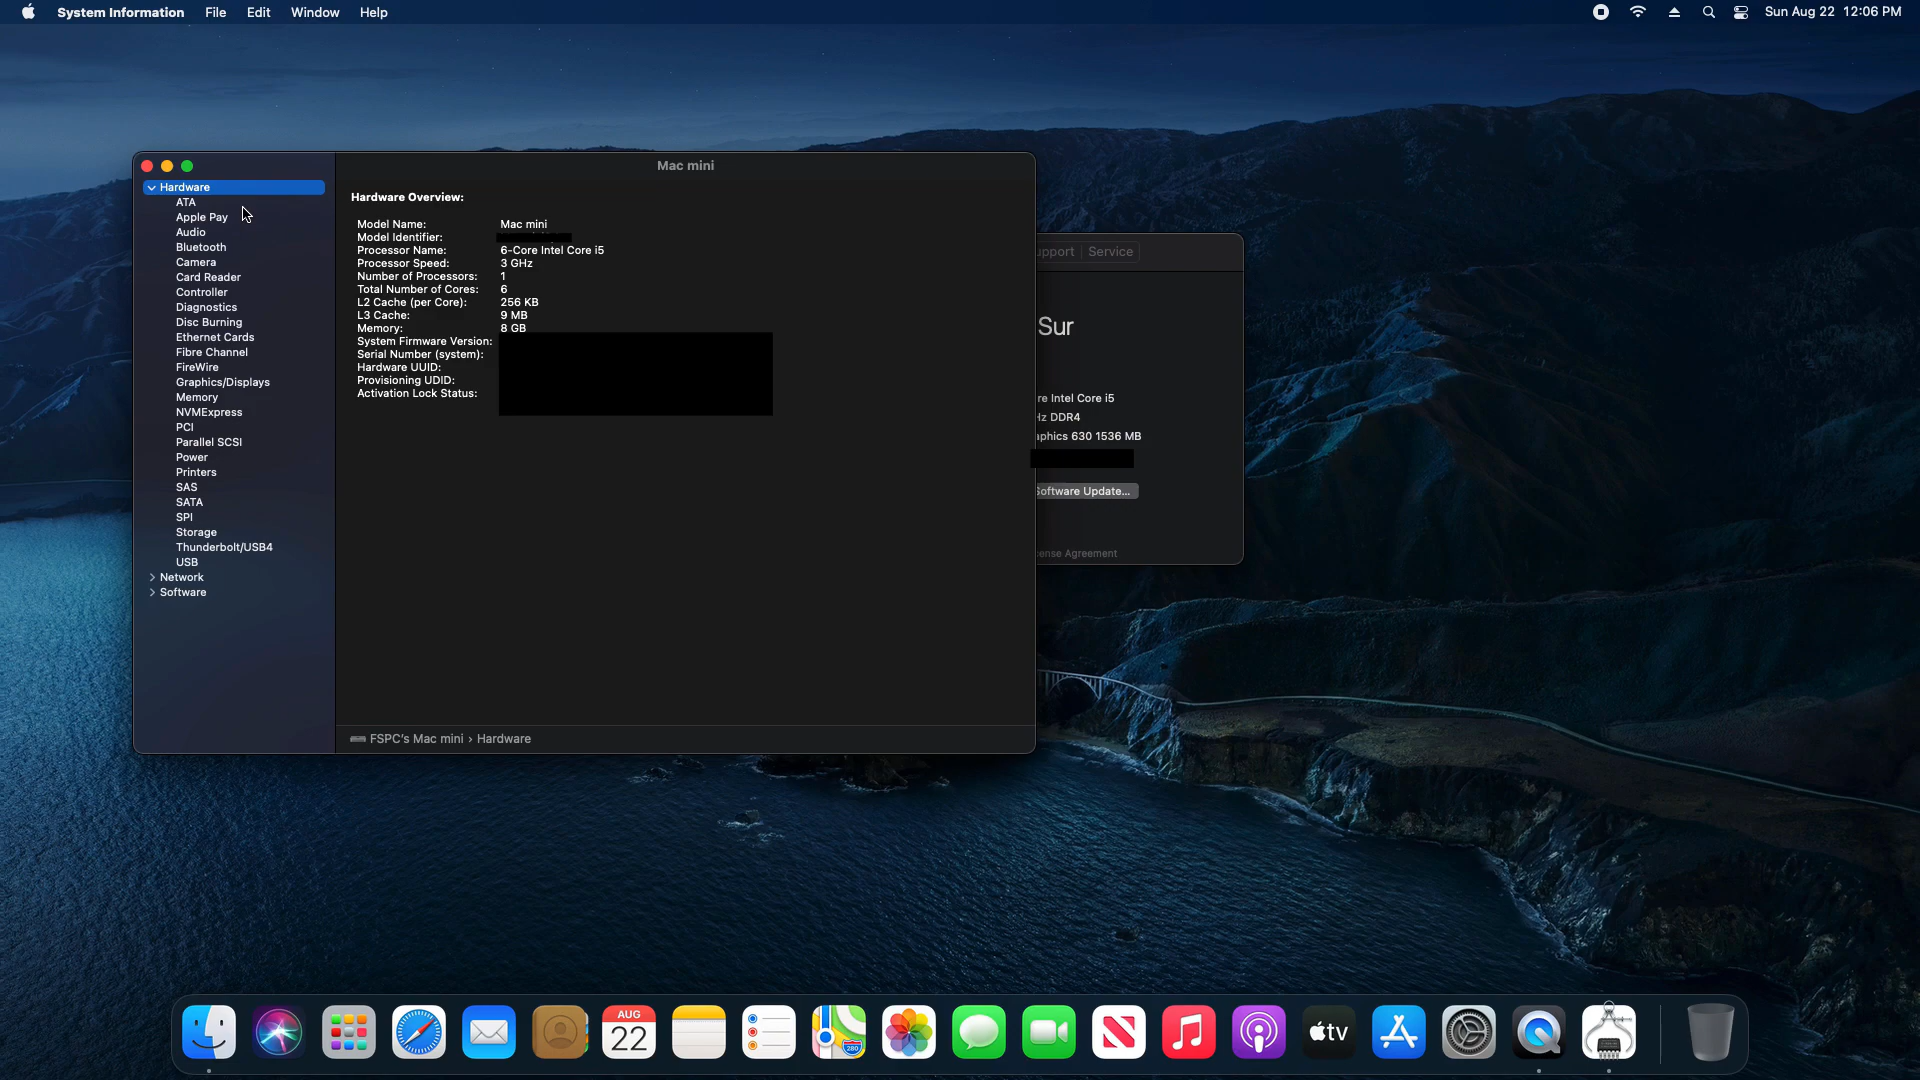 System Information File Edit Window Help
Sun Aug 22 12:06 PM
Mac mini
Hardware
ATA
Apple Pay
Audio
Bluetooth
Camera
Card Reader
Controller
Diagnostics
Disc Burning
Ethernet Cards
Fibre Channel
FireWire
Graphics/Displays
Memory
NVMExpress
PCI
Parallel SCSI
Power
Printers
SAS
SATA
SPI
Storage
Thunderbolt/USB4
USB
Network
Software
Hardware Overview:
Model Name: Mac mini
Model Identifier:
Processor Name: 6-Core Intel Core i5
Processor Speed: 3 GHz
Number of Processors: 1
Total Number of Cores: 6
L2 Cache (per Core): 256 KB
L3 Cache: 9 MB
Memory: 8 GB
System Firmware Version:
Serial Number (system):
Hardware UUID:
Provisioning UDID:
Activation Lock Status:
FSPC's Mac mini › Hardware
upport Service
Sur
re Intel Core i5
Hz DDR4
aphics 630 1536 MB
Software Update...
ense Agreement
AUG
22
280
tv